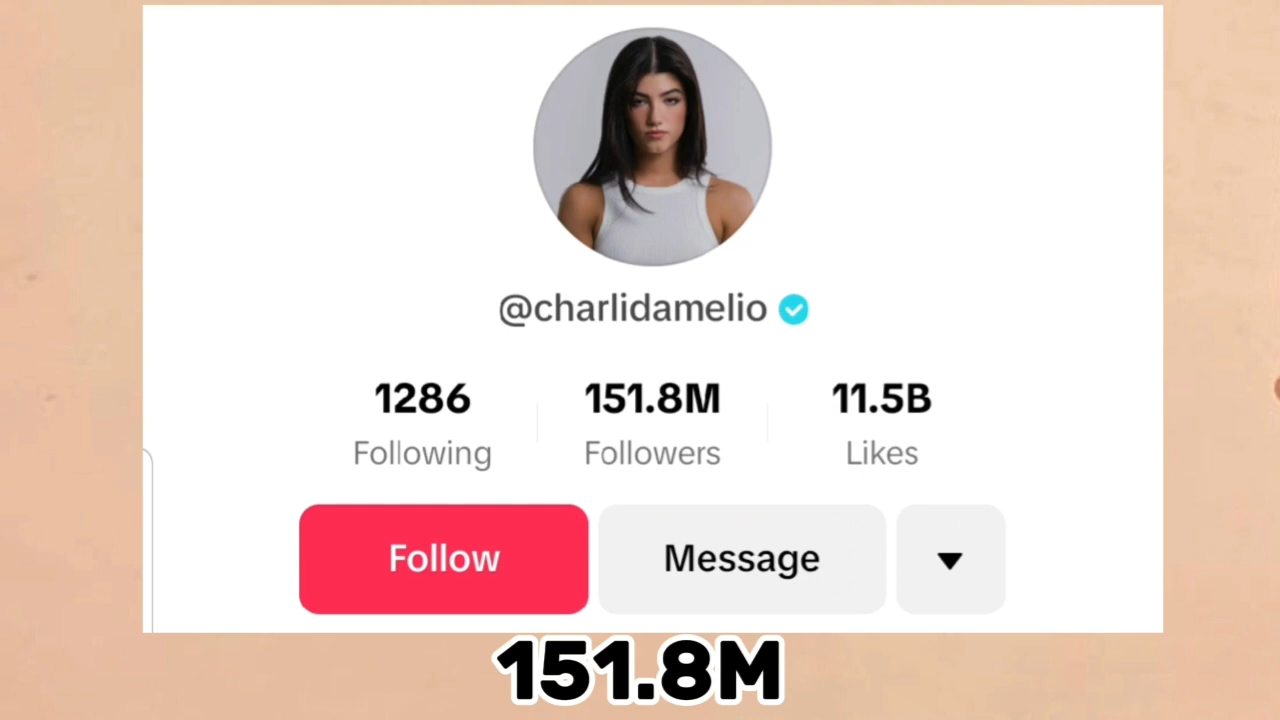 @charlidamelio
1286 151.8M 11.5B
Following Followers Likes
Follow Message
151.8M